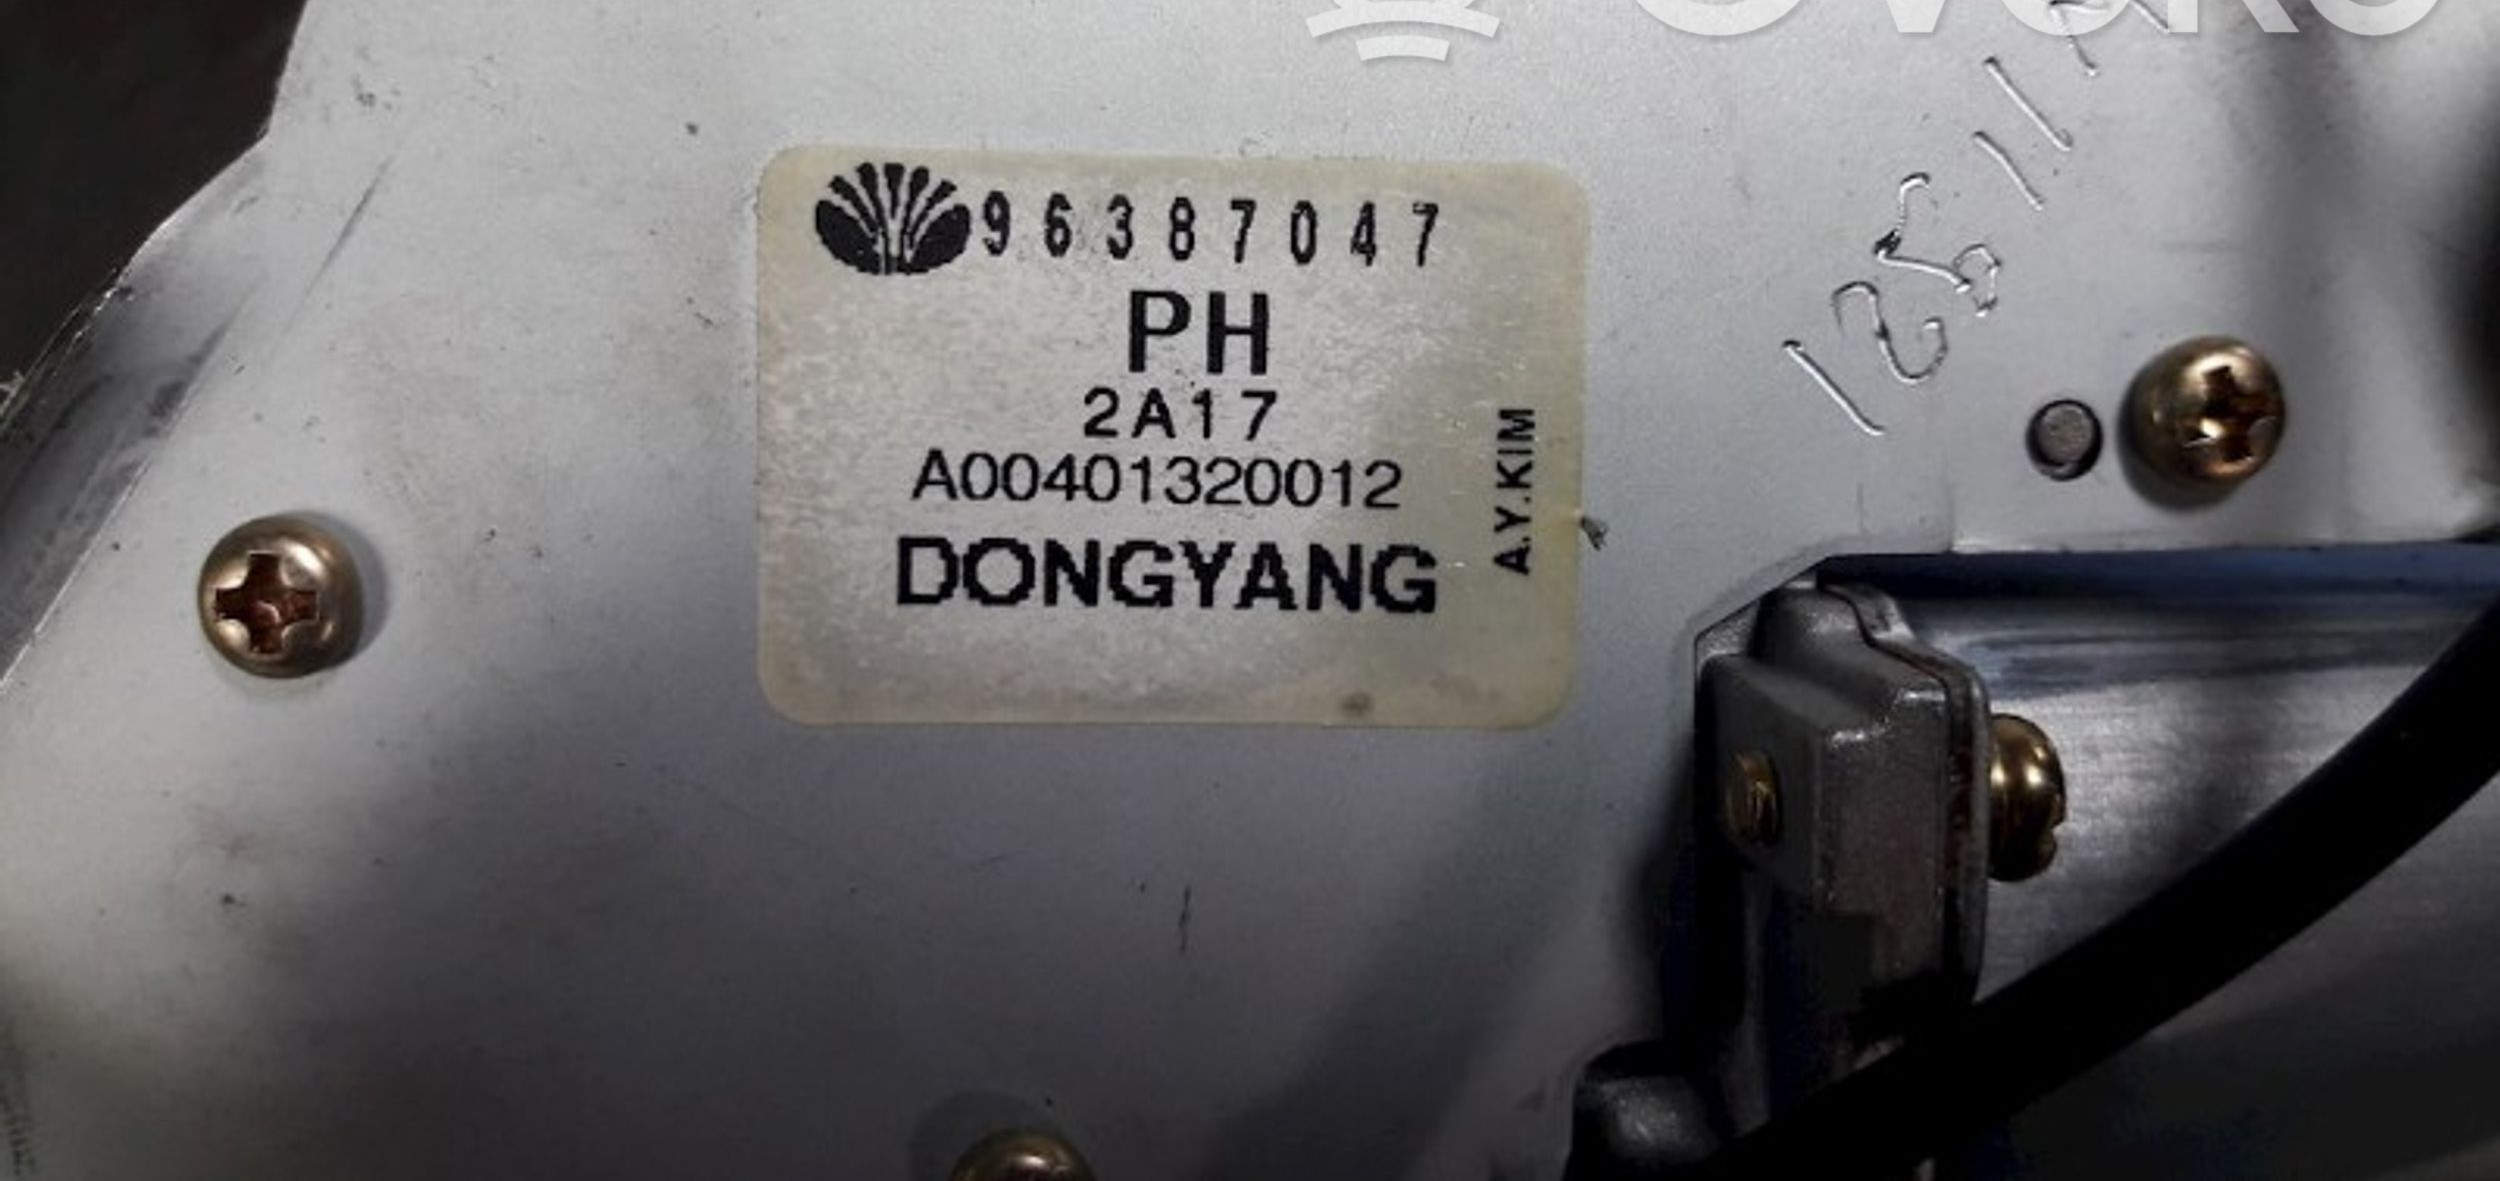 96387047
PH
2A17
A00401320012
DONGYANG
A.Y.KIM